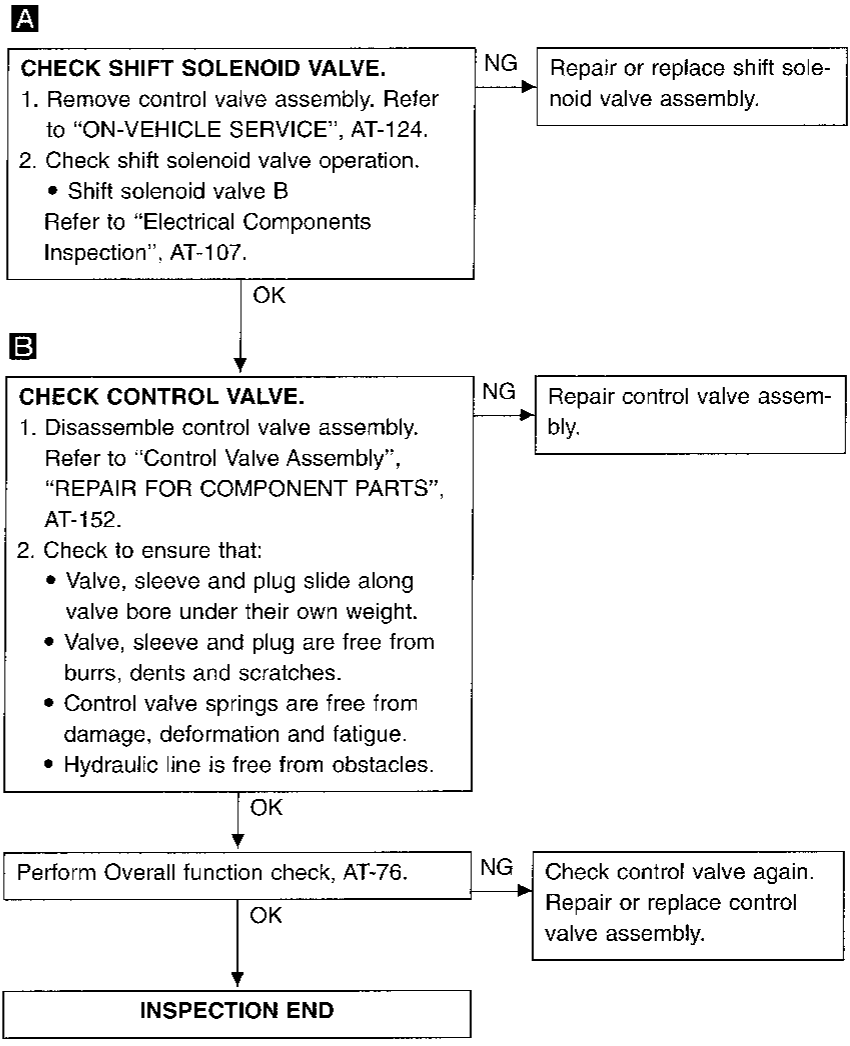 A
CHECK SHIFT SOLENOID VALVE.
1. Remove control valve assembly. Refer
to “ON-VEHICLE SERVICE”, AT-124.
2. Check shift solenoid valve operation.
• Shift solenoid valve B
Refer to “Electrical Components
Inspection”, AT-107.
NG
Repair or replace shift sole-
noid valve assembly.
OK
B
CHECK CONTROL VALVE.
1. Disassemble control valve assembly.
Refer to “Control Valve Assembly”,
“REPAIR FOR COMPONENT PARTS”,
AT-152.
2. Check to ensure that:
• Valve, sleeve and plug slide along
valve bore under their own weight.
• Valve, sleeve and plug are free from
burrs, dents and scratches.
• Control valve springs are free from
damage, deformation and fatigue.
• Hydraulic line is free from obstacles.
NG
Repair control valve assem-
bly.
OK
Perform Overall function check, AT-76.
NG
Check control valve again.
Repair or replace control
valve assembly.
OK
INSPECTION END